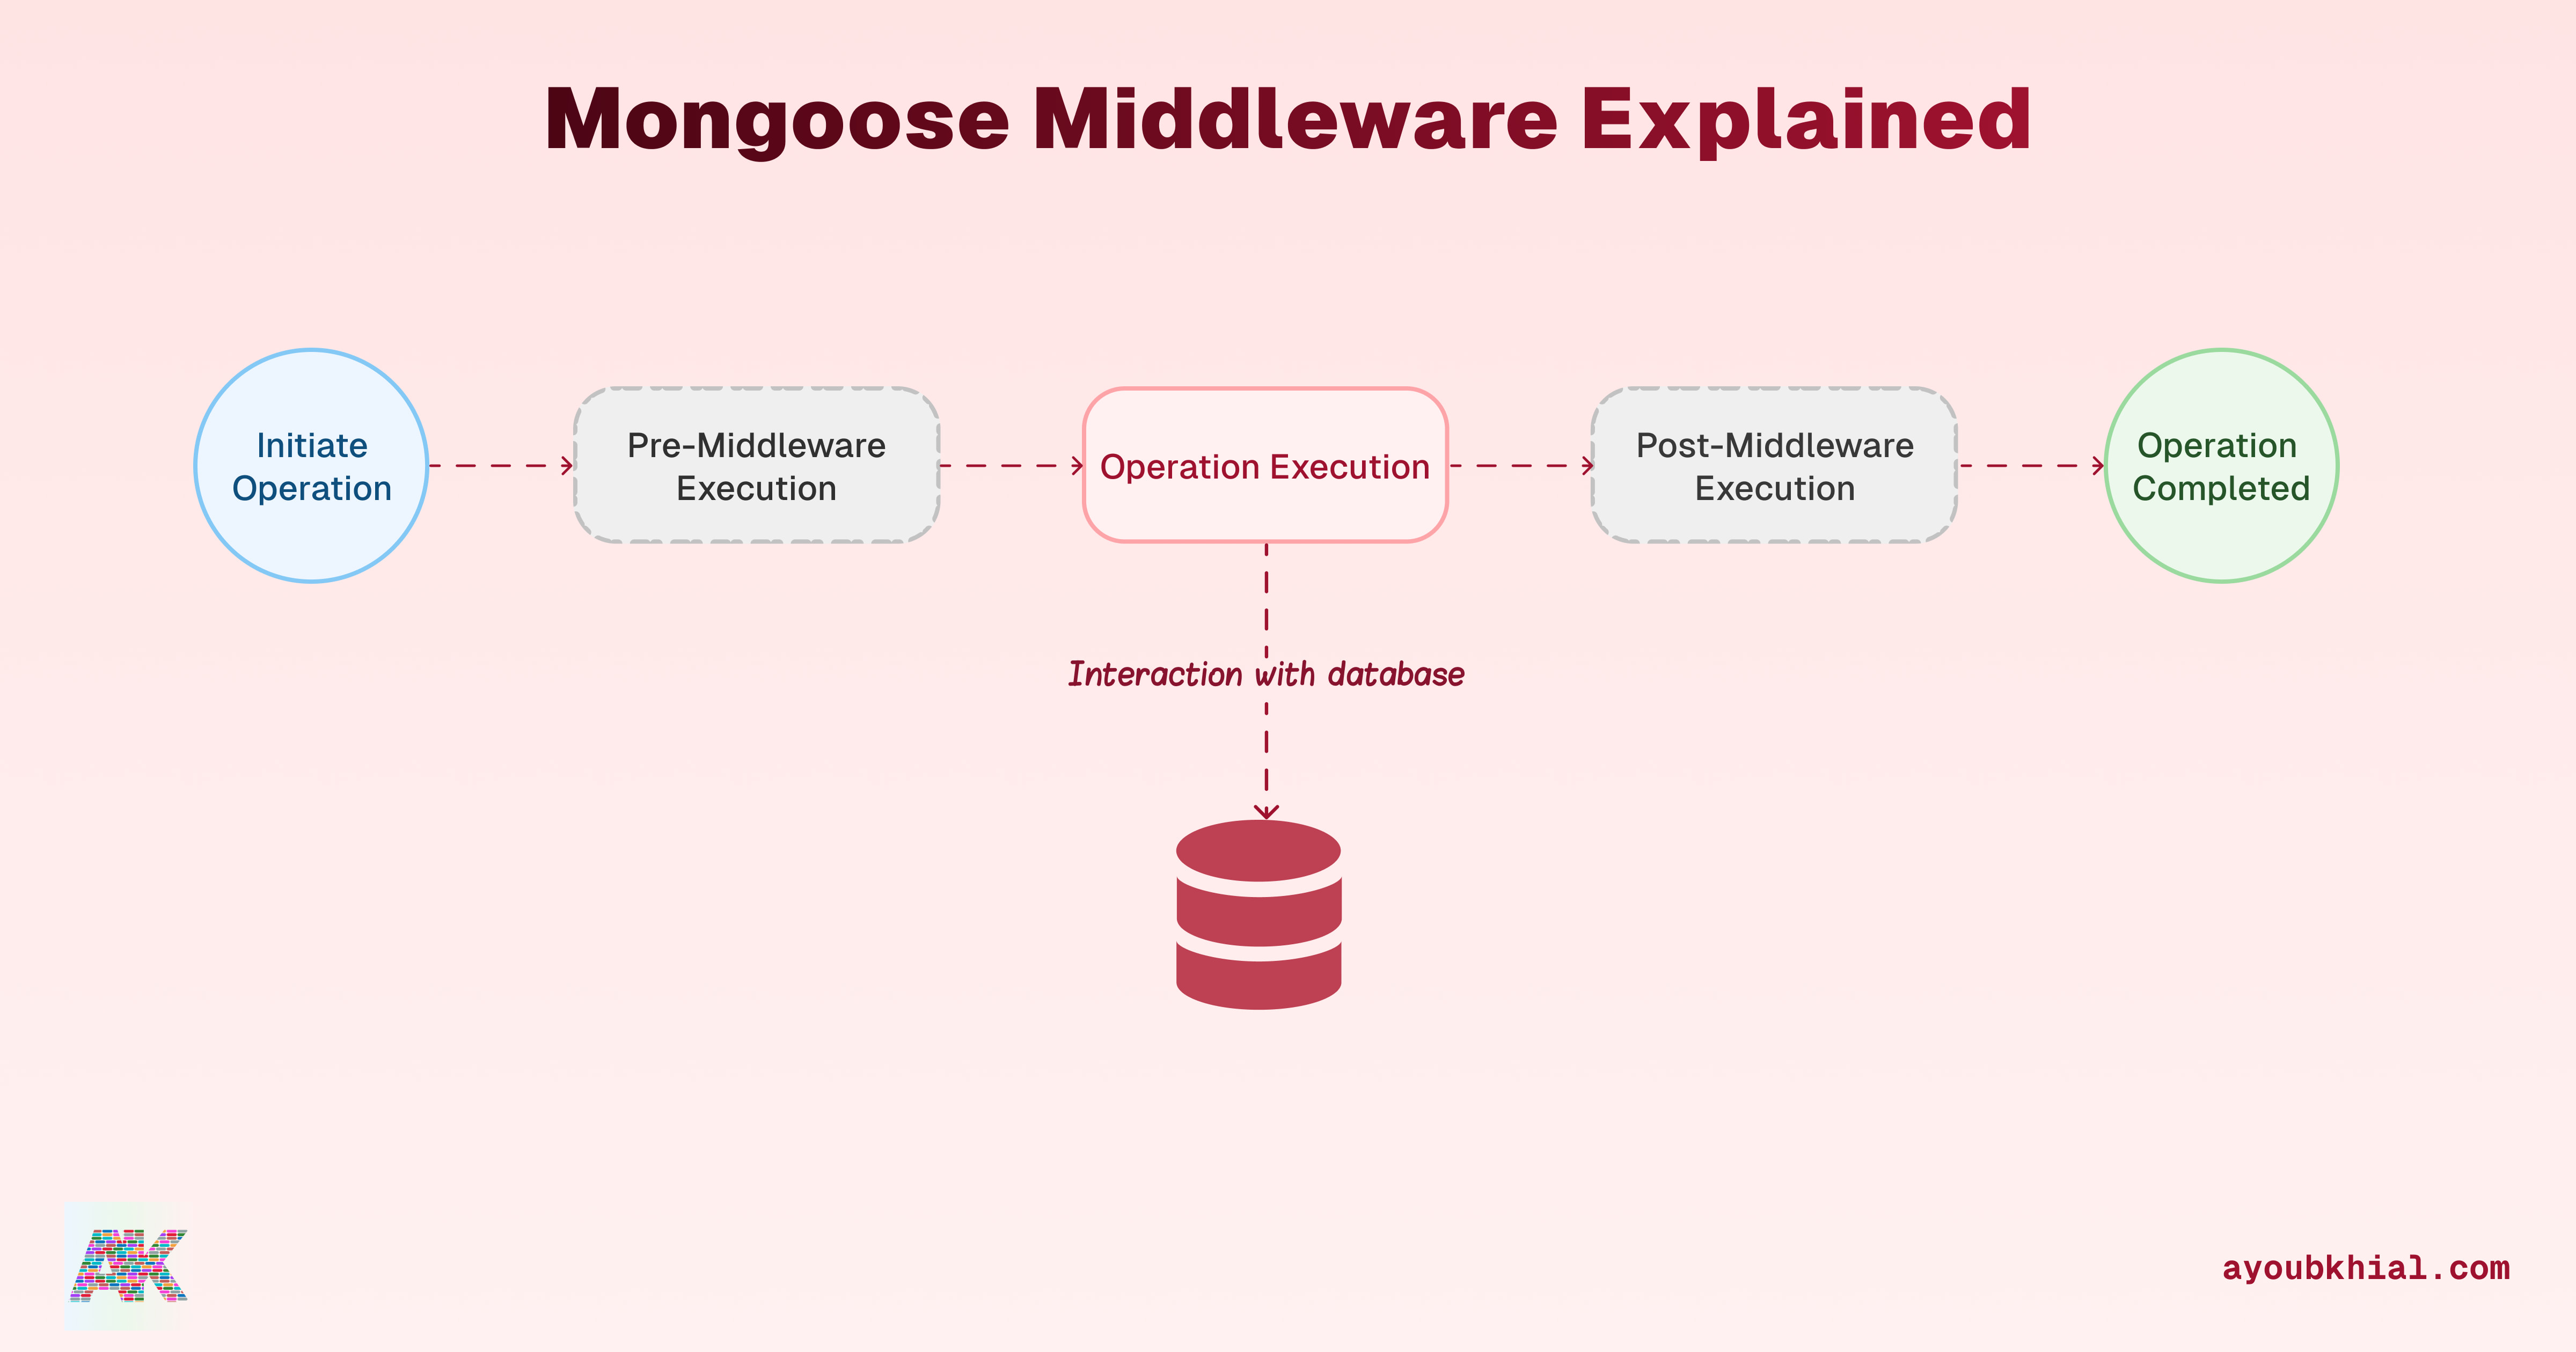 Mongoose Middleware Explained
Initiate
Operation
Pre-Middleware
Execution
Operation Execution
Post-Middleware
Execution
Operation
Completed
Interaction with database
AK
ayoubkhial.com